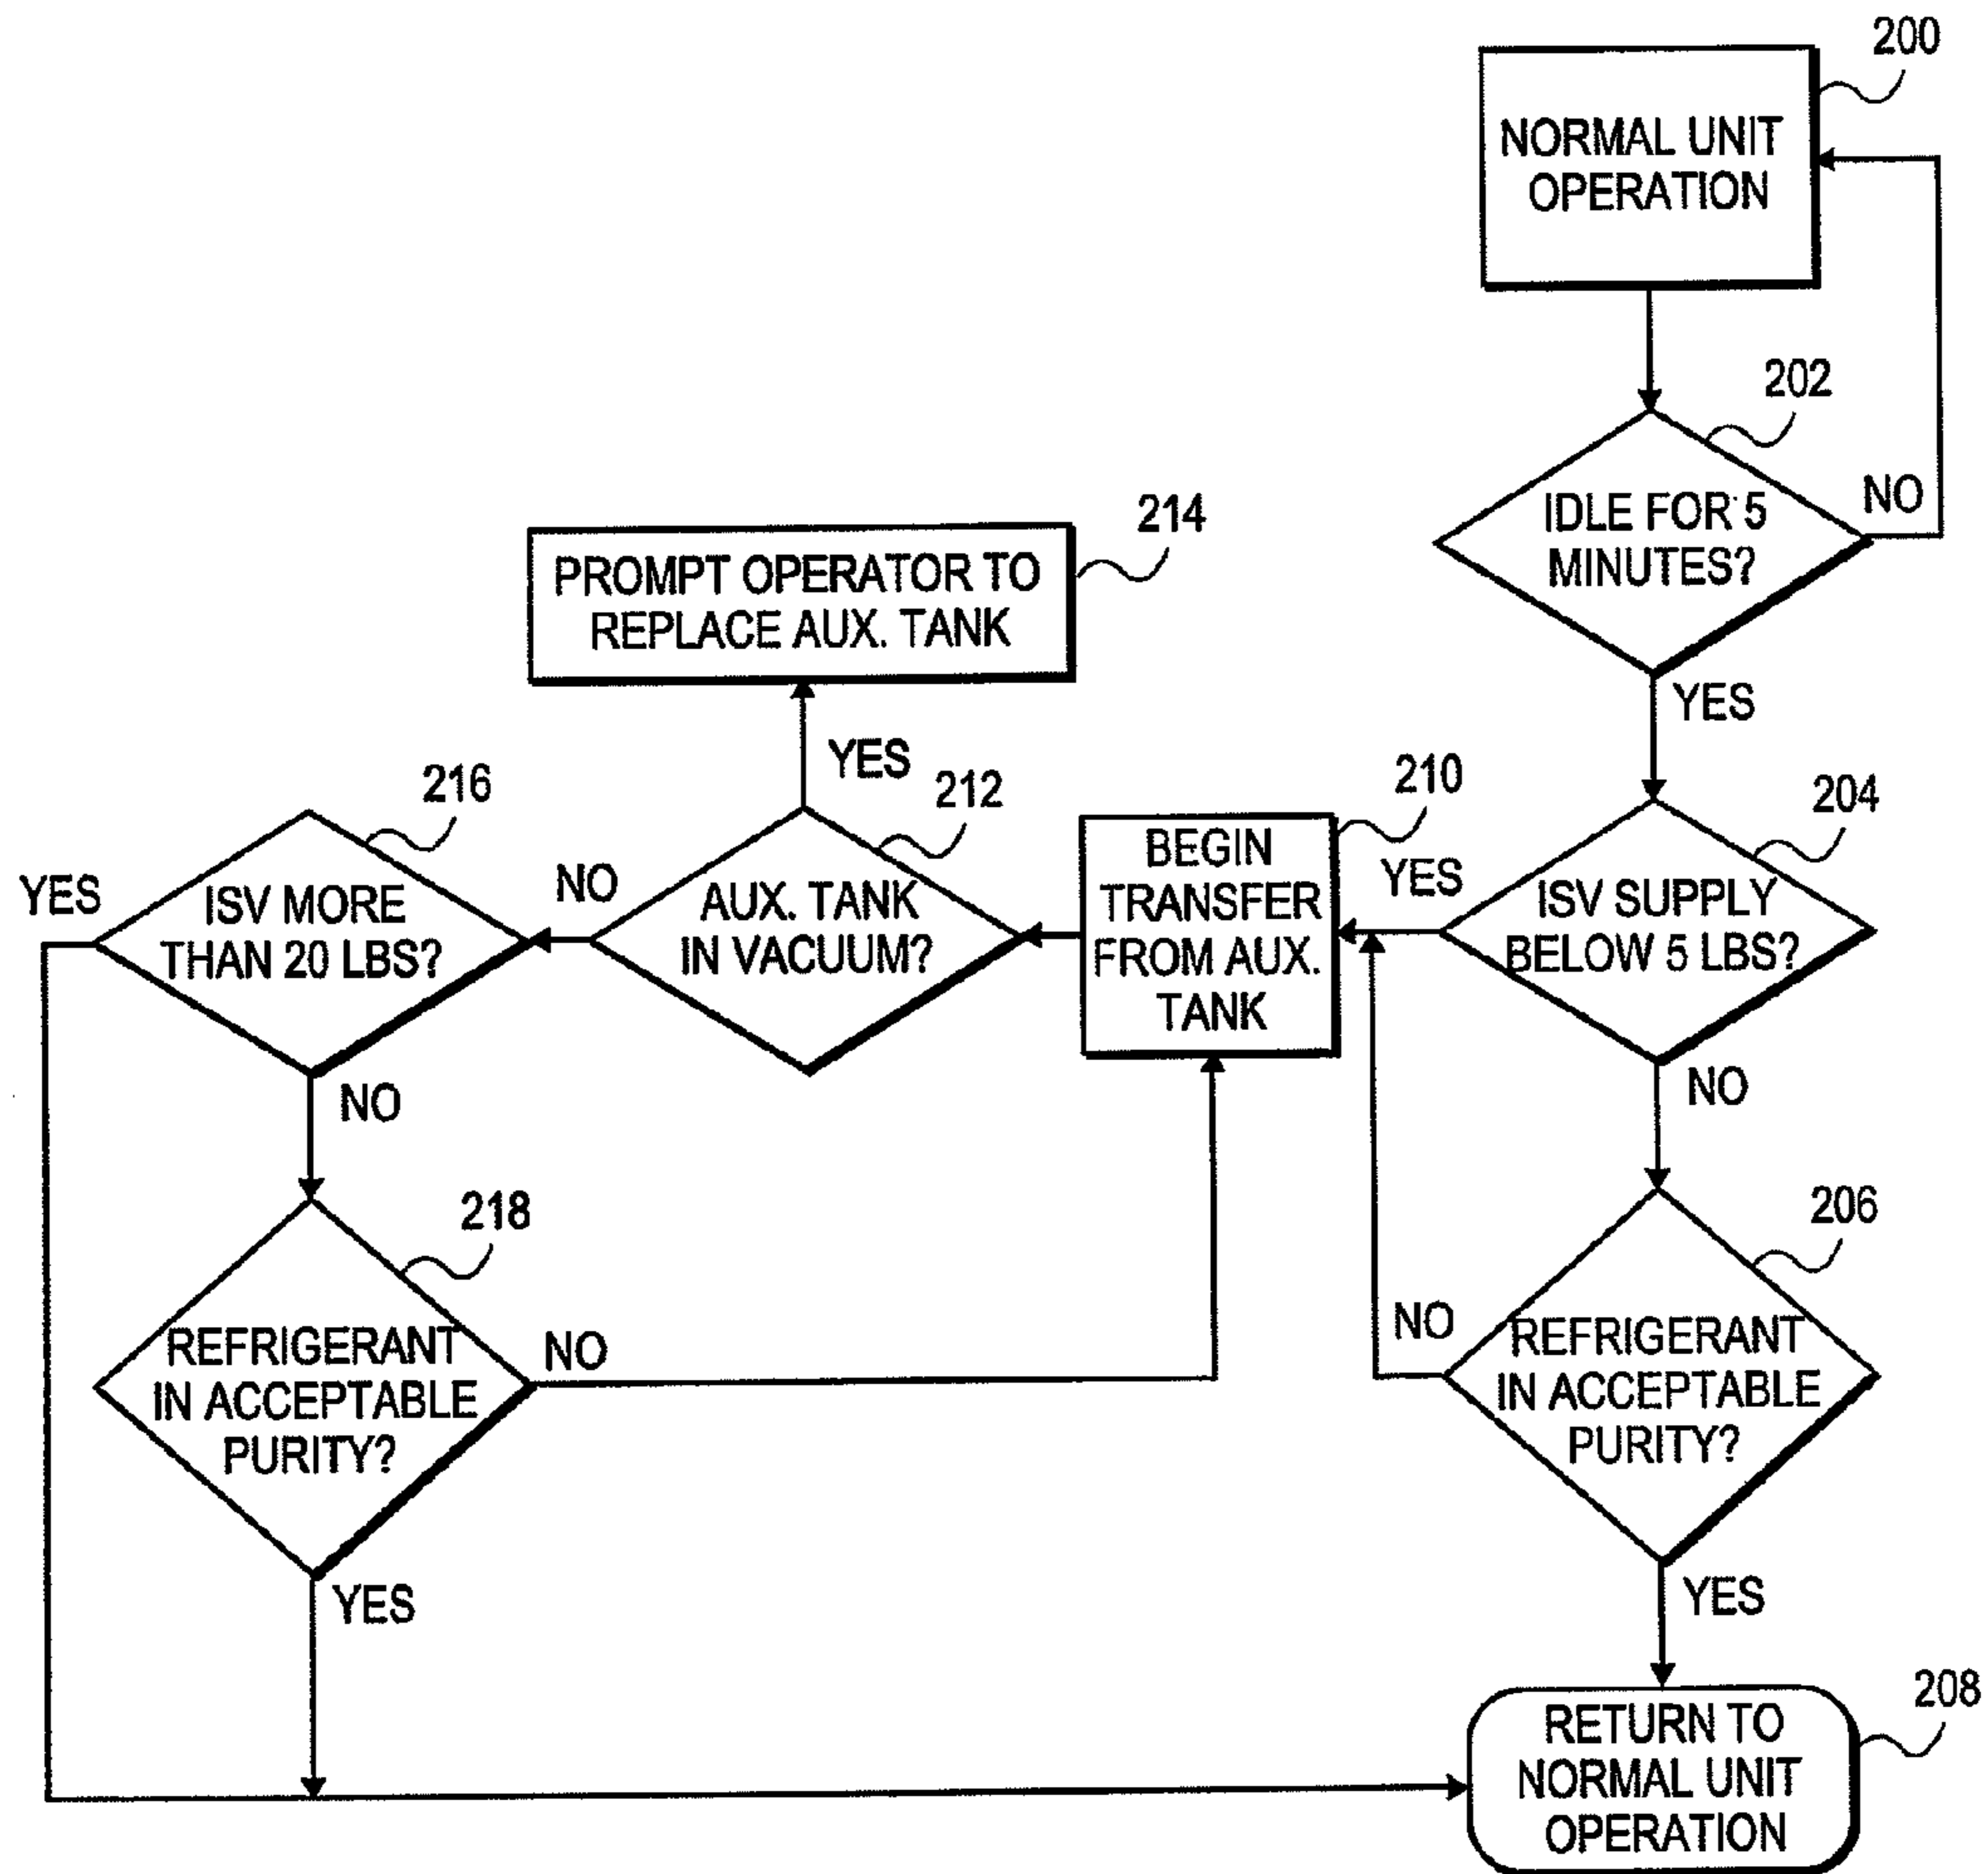 200
NORMAL UNIT
OPERATION
202
IDLE FOR 5
MINUTES?
NO
YES
204
ISV SUPPLY
BELOW 5 LBS?
YES
NO
206
REFRIGERANT
IN ACCEPTABLE
PURITY?
NO
YES
208
RETURN TO
NORMAL UNIT
OPERATION
210
BEGIN
TRANSFER
FROM AUX.
TANK
212
AUX. TANK
IN VACUUM?
YES
NO
214
PROMPT OPERATOR TO
REPLACE AUX. TANK
216
ISV MORE
THAN 20 LBS?
YES
NO
218
REFRIGERANT
IN ACCEPTABLE
PURITY?
NO
YES